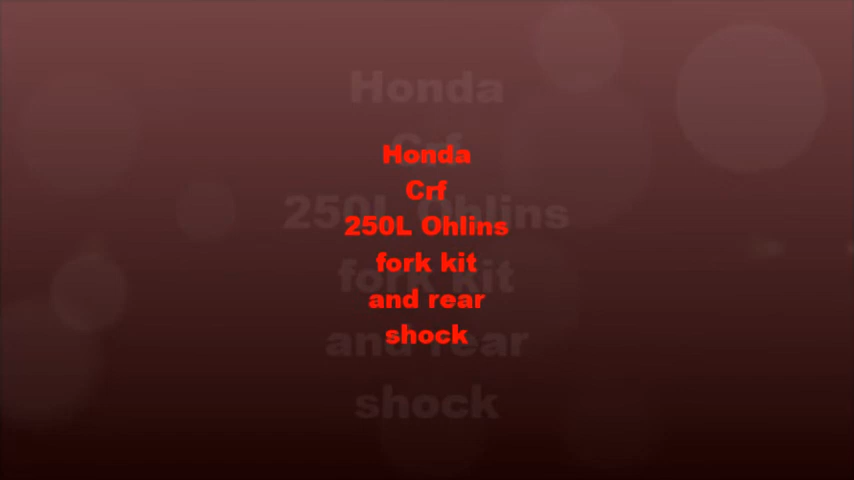 Honda
Crf
250L Ohlins
fork kit
and rear
shock